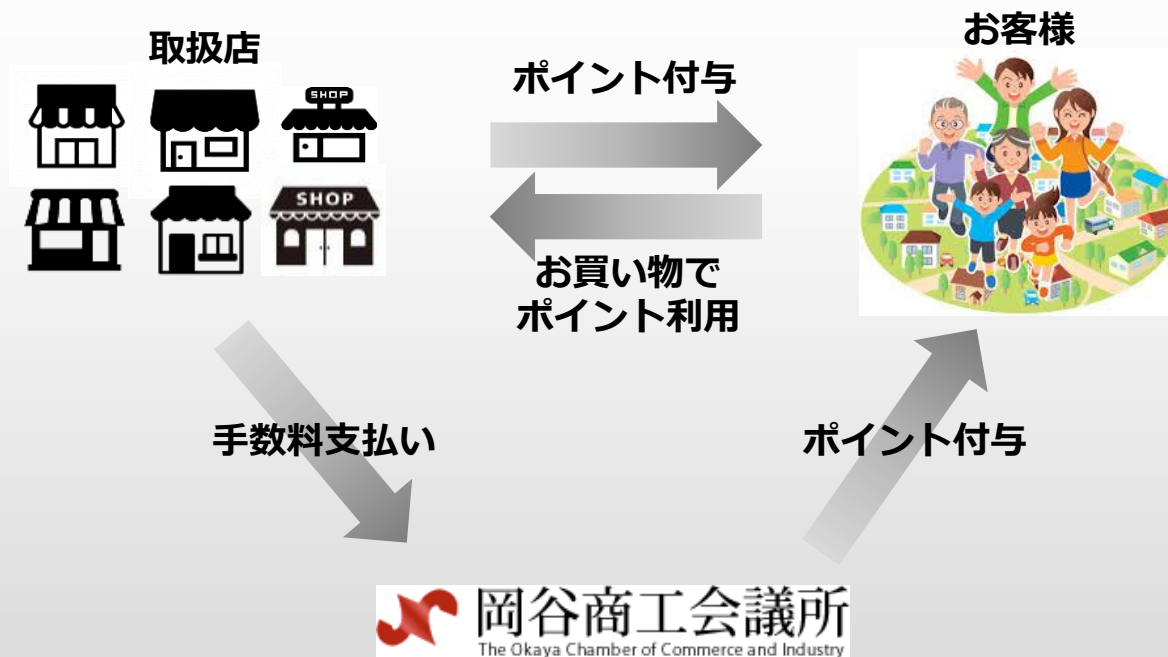 取扱店
お客様
ポイント付与
SHOP
SHOP
お買い物で
ポイント利用
手数料支払い
ポイント付与
岡谷商工会議所
The Okaya Chamber of Commerce and Industry